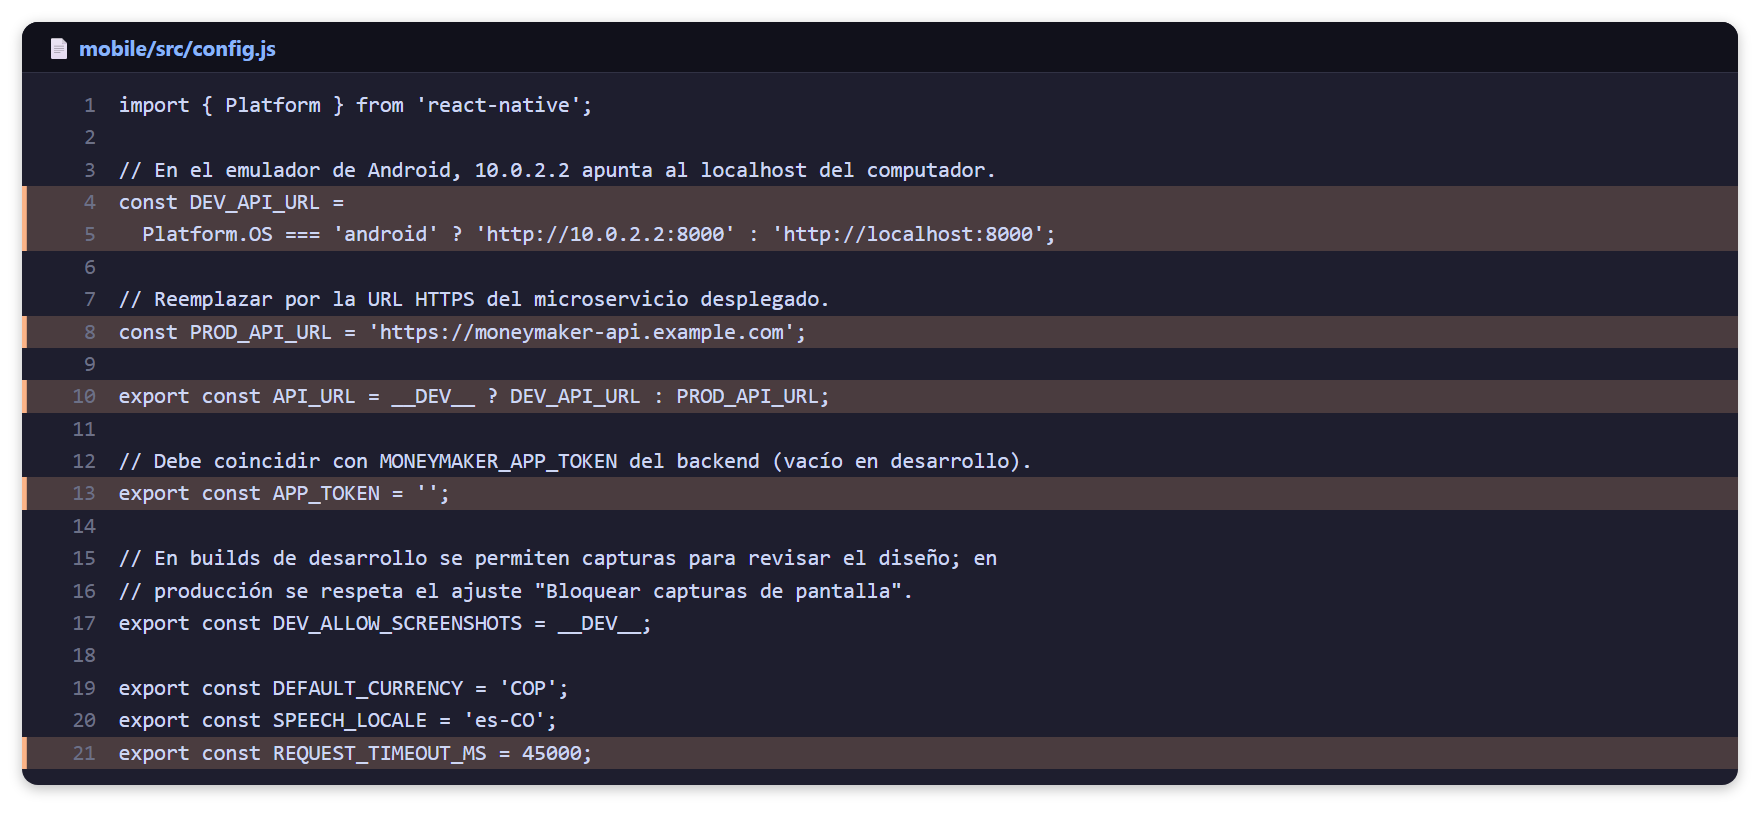 mobile/src/config.js
1 import { Platform } from 'react-native';
2
3 // En el emulador de Android, 10.0.2.2 apunta al localhost del computador.
4 const DEV_API_URL =
5   Platform.OS === 'android' ? 'http://10.0.2.2:8000' : 'http://localhost:8000';
6
7 // Reemplazar por la URL HTTPS del microservicio desplegado.
8 const PROD_API_URL = 'https://moneymaker-api.example.com';
9
10 export const API_URL = __DEV__ ? DEV_API_URL : PROD_API_URL;
11
12 // Debe coincidir con MONEYMAKER_APP_TOKEN del backend (vacío en desarrollo).
13 export const APP_TOKEN = '';
14
15 // En builds de desarrollo se permiten capturas para revisar el diseño; en
16 // producción se respeta el ajuste "Bloquear capturas de pantalla".
17 export const DEV_ALLOW_SCREENSHOTS = __DEV__;
18
19 export const DEFAULT_CURRENCY = 'COP';
20 export const SPEECH_LOCALE = 'es-CO';
21 export const REQUEST_TIMEOUT_MS = 45000;